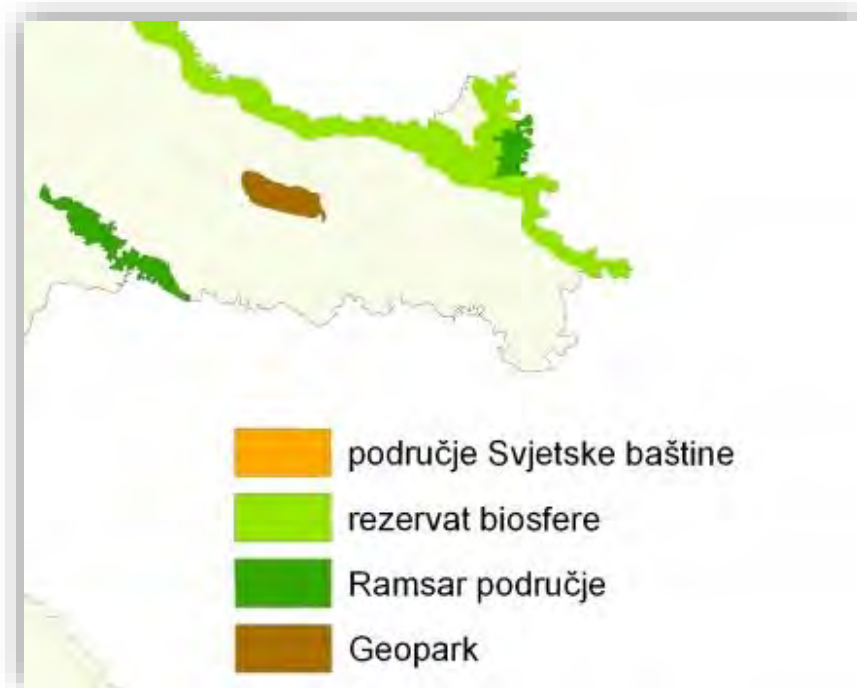 područje Svjetske baštine
rezervat biosfere
Ramsar područje
Geopark